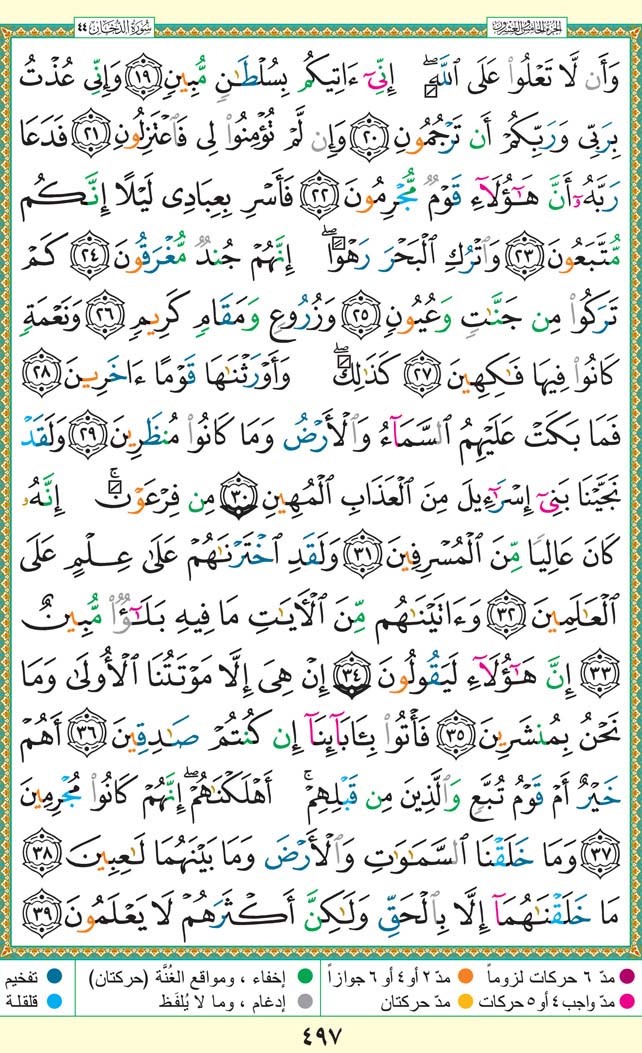 سُورَةُ الدُّخَان ٤٤
الجزء الخامس والعشرون
وَأَن لَّا تَعْلُوا۟ عَلَى ٱللَّهِ ۖ إِنِّىٓ ءَاتِيكُم بِسُلْطَـٰنٍ مُّبِينٍ ﴿١٩﴾ وَإِنِّى عُذْتُ
بِرَبِّى وَرَبِّكُمْ أَن تَرْجُمُونِ ﴿٢٠﴾ وَإِن لَّمْ تُؤْمِنُوا۟ لِى فَٱعْتَزِلُونِ ﴿٢١﴾ فَدَعَا
رَبَّهُۥٓ أَنَّ هَـٰٓؤُلَآءِ قَوْمٌ مُّجْرِمُونَ ﴿٢٢﴾ فَأَسْرِ بِعِبَادِى لَيْلًا إِنَّكُم
مُّتَّبَعُونَ ﴿٢٣﴾ وَٱتْرُكِ ٱلْبَحْرَ رَهْوًا ۖ إِنَّهُمْ جُندٌ مُّغْرَقُونَ ﴿٢٤﴾ كَمْ
تَرَكُوا۟ مِن جَنَّـٰتٍ وَعُيُونٍ ﴿٢٥﴾ وَزُرُوعٍ وَمَقَامٍ كَرِيمٍ ﴿٢٦﴾ وَنَعْمَةٍ
كَانُوا۟ فِيهَا فَـٰكِهِينَ ﴿٢٧﴾ كَذَٰلِكَ ۖ وَأَوْرَثْنَـٰهَا قَوْمًا ءَاخَرِينَ ﴿٢٨﴾
فَمَا بَكَتْ عَلَيْهِمُ ٱلسَّمَآءُ وَٱلْأَرْضُ وَمَا كَانُوا۟ مُنظَرِينَ ﴿٢٩﴾ وَلَقَدْ
نَجَّيْنَا بَنِىٓ إِسْرَٰٓءِيلَ مِنَ ٱلْعَذَابِ ٱلْمُهِينِ ﴿٣٠﴾ مِن فِرْعَوْنَ ۚ إِنَّهُۥ
كَانَ عَالِيًا مِّنَ ٱلْمُسْرِفِينَ ﴿٣١﴾ وَلَقَدِ ٱخْتَرْنَـٰهُمْ عَلَىٰ عِلْمٍ عَلَى
ٱلْعَـٰلَمِينَ ﴿٣٢﴾ وَءَاتَيْنَـٰهُم مِّنَ ٱلْـَٔايَـٰتِ مَا فِيهِ بَلَـٰٓؤٌا۟ مُّبِينٌ
﴿٣٣﴾ إِنَّ هَـٰٓؤُلَآءِ لَيَقُولُونَ ﴿٣٤﴾ إِنْ هِىَ إِلَّا مَوْتَتُنَا ٱلْأُولَىٰ وَمَا
نَحْنُ بِمُنشَرِينَ ﴿٣٥﴾ فَأْتُوا۟ بِـَٔابَآئِنَآ إِن كُنتُمْ صَـٰدِقِينَ ﴿٣٦﴾ أَهُمْ
خَيْرٌ أَمْ قَوْمُ تُبَّعٍ وَٱلَّذِينَ مِن قَبْلِهِمْ ۚ أَهْلَكْنَـٰهُمْ ۖ إِنَّهُمْ كَانُوا۟ مُجْرِمِينَ
﴿٣٧﴾ وَمَا خَلَقْنَا ٱلسَّمَـٰوَٰتِ وَٱلْأَرْضَ وَمَا بَيْنَهُمَا لَـٰعِبِينَ ﴿٣٨﴾
مَا خَلَقْنَـٰهُمَآ إِلَّا بِٱلْحَقِّ وَلَـٰكِنَّ أَكْثَرَهُمْ لَا يَعْلَمُونَ ﴿٣٩﴾
مدّ ٦ حركات لزوماً مدّ ٢ أو ٤ أو ٦ جوازاً إخفاء ، ومواقع الغُنَّة (حركتان) تفخيم
مدّ واجب ٤ أو ٥ حركات مدّ حركتان إدغام ، وما لا يُلفَظ قلقلة
٤٩٧